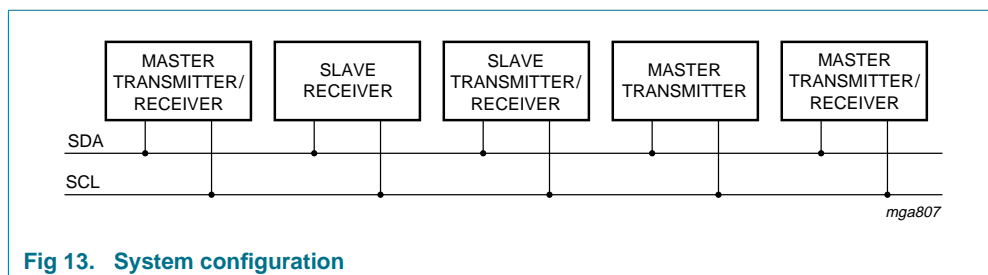 MASTER
TRANSMITTER/
RECEIVER
SLAVE
RECEIVER
SLAVE
TRANSMITTER/
RECEIVER
MASTER
TRANSMITTER
MASTER
TRANSMITTER/
RECEIVER
SDA
SCL
mga807
Fig 13. System configuration